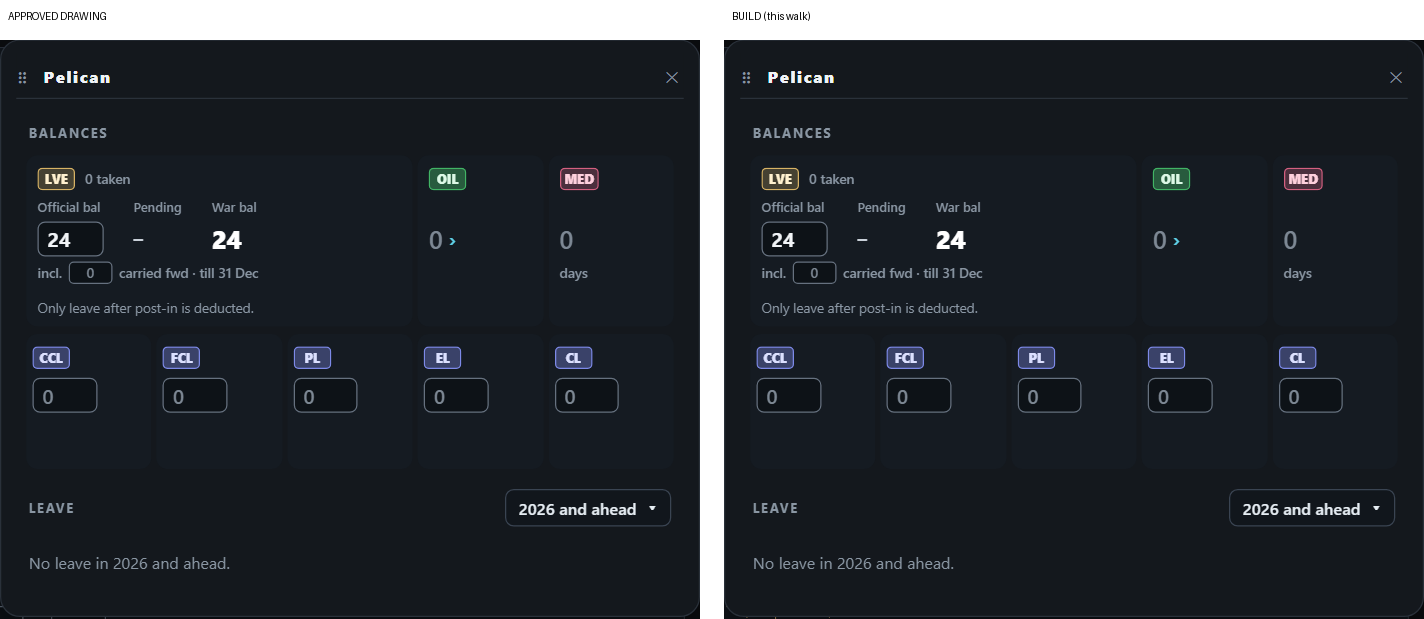 APPROVED DRAWING
Pelican
BALANCES
LVE 0 taken OIL MED
Official bal Pending War bal
24 – 24 0 › 0
incl. 0 carried fwd · till 31 Dec days
Only leave after post-in is deducted.
CCL FCL PL EL CL
0 0 0 0 0
LEAVE 2026 and ahead
No leave in 2026 and ahead.
BUILD (this walk)
Pelican
BALANCES
LVE 0 taken OIL MED
Official bal Pending War bal
24 – 24 0 › 0
incl. 0 carried fwd · till 31 Dec days
Only leave after post-in is deducted.
CCL FCL PL EL CL
0 0 0 0 0
LEAVE 2026 and ahead
No leave in 2026 and ahead.